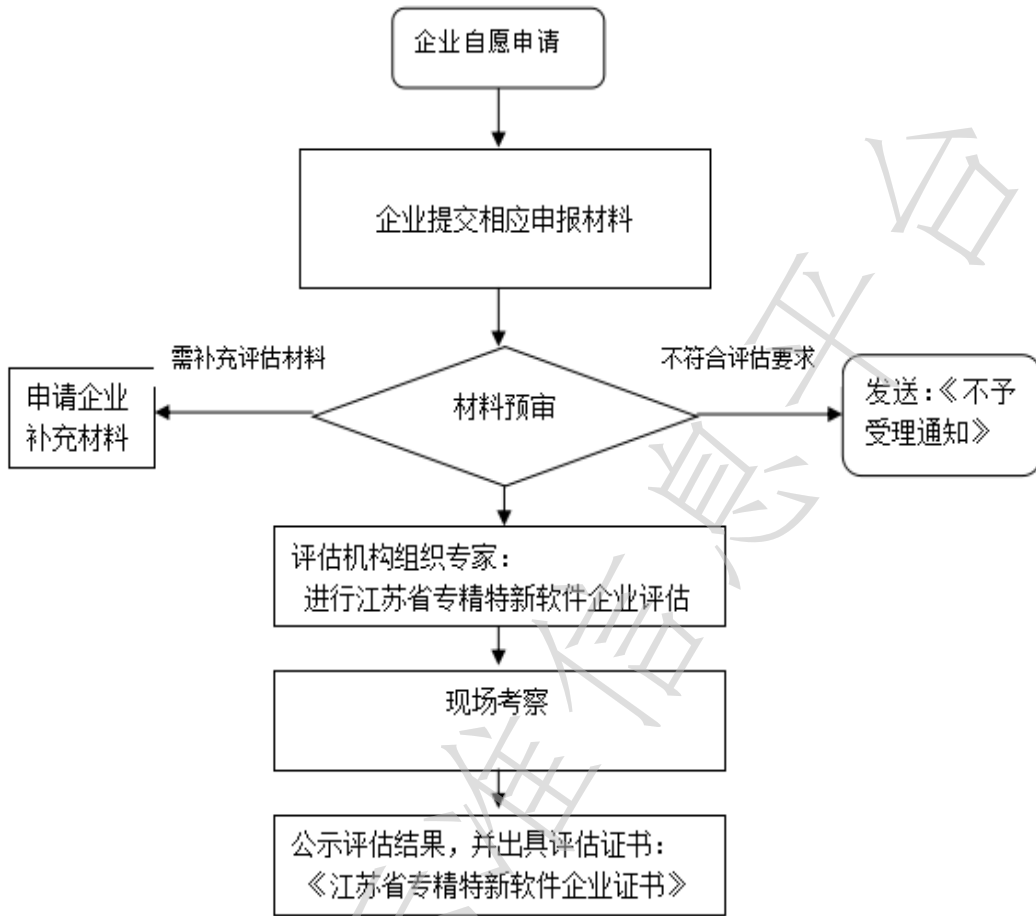 企业自愿申请
企业提交相应申报材料
需补充评估材料
不符合评估要求
申请企业
补充材料
材料预审
发送：《不予
受理通知》
评估机构组织专家：
进行江苏省专精特新软件企业评估
现场考察
公示评估结果，并出具评估证书：
《江苏省专精特新软件企业证书》
准信息平台